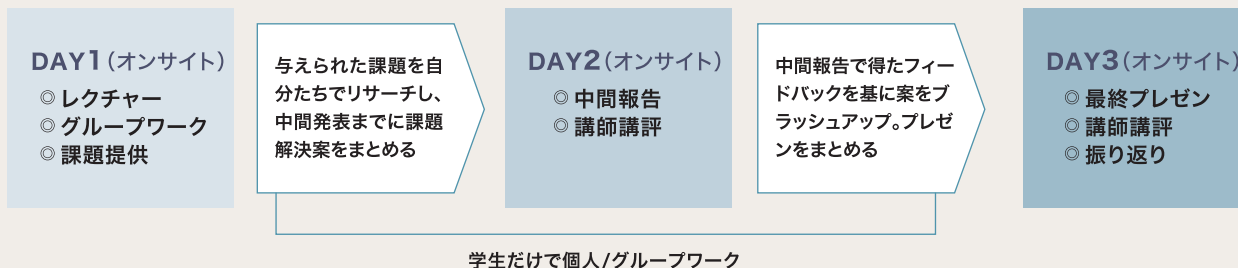 DAY1（オンサイト）
◎ レクチャー
◎ グループワーク
◎ 課題提供
与えられた課題を自
分たちでリサーチし、
中間発表までに課題
解決案をまとめる
DAY2（オンサイト）
◎ 中間報告
◎ 講師講評
中間報告で得たフィー
ドバックを基に案をブ
ラッシュアップ。プレゼ
ンをまとめる
DAY3（オンサイト）
◎ 最終プレゼン
◎ 講師講評
◎ 振り返り
学生だけで個人/グループワーク